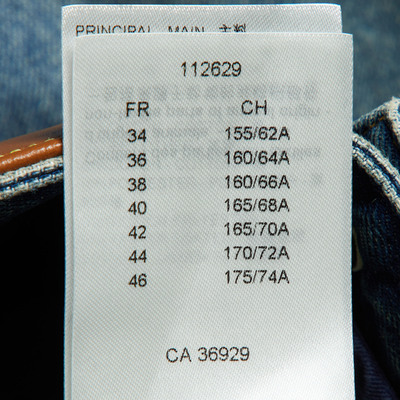 PRINCIPAL MAIN 主料
112629
FR CH
34 155/62A
36 160/64A
38 160/66A
40 165/68A
42 165/70A
44 170/72A
46 175/74A
CA 36929